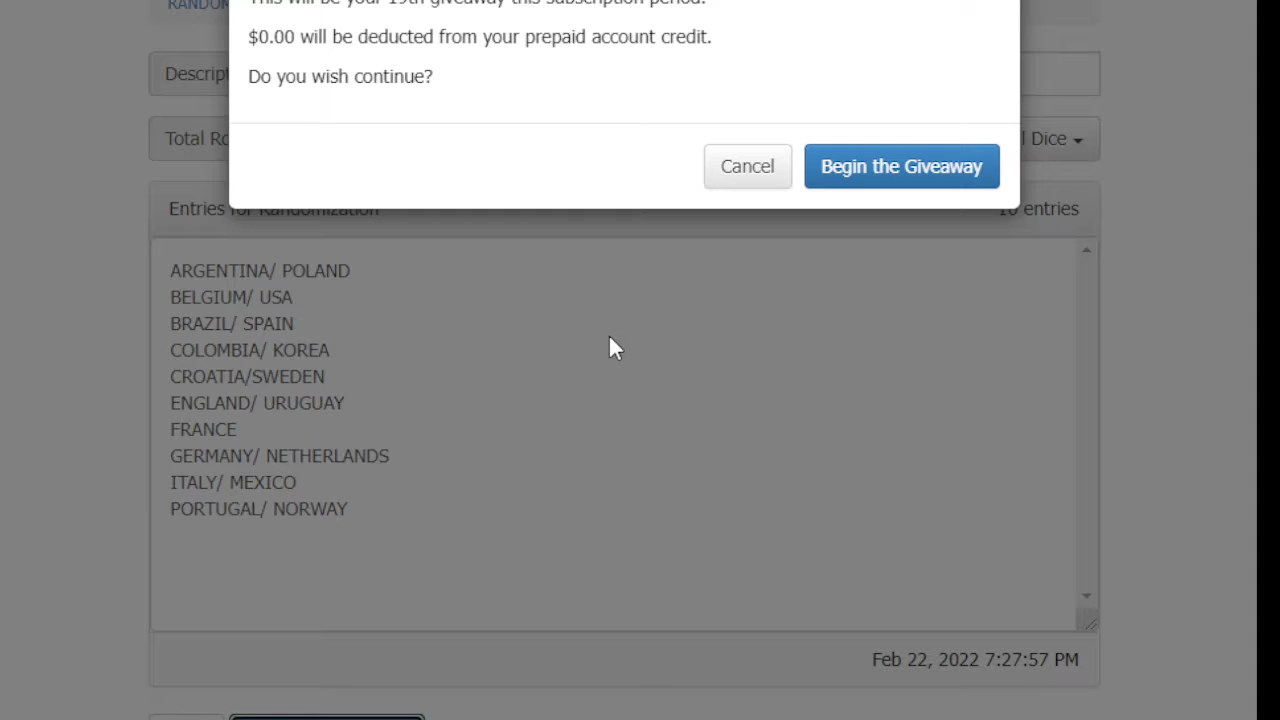 RANDOM
This will be your 19th giveaway this subscription period.
$0.00 will be deducted from your prepaid account credit.
Descript
Do you wish continue?
Total Ro
l Dice
Cancel
Begin the Giveaway
Entries for Randomization
10 entries
ARGENTINA/ POLAND
BELGIUM/ USA
BRAZIL/ SPAIN
COLOMBIA/ KOREA
CROATIA/SWEDEN
ENGLAND/ URUGUAY
FRANCE
GERMANY/ NETHERLANDS
ITALY/ MEXICO
PORTUGAL/ NORWAY
Feb 22, 2022 7:27:57 PM